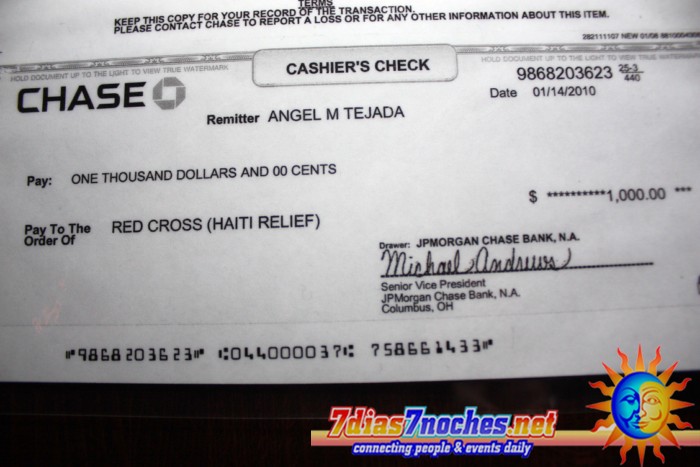 TERMS
KEEP THIS COPY FOR YOUR RECORD OF THE TRANSACTION.
PLEASE CONTACT CHASE TO REPORT A LOSS OR FOR ANY OTHER INFORMATION ABOUT THIS ITEM.
282111107 NEW 01/08
HOLD DOCUMENT UP TO THE LIGHT TO VIEW TRUE WATERMARK
CASHIER'S CHECK
HOLD DOCUMENT UP TO THE LIGHT TO VIEW TRUE WATERMARK
CHASE
9868203623 25-3/440
Date 01/14/2010
Remitter ANGEL M TEJADA
Pay: ONE THOUSAND DOLLARS AND 00 CENTS
$ **********1,000.00 ***
Pay To The Order Of RED CROSS (HAITI RELIEF)
Drawer: JPMORGAN CHASE BANK, N.A.
Michael Andrews
Senior Vice President
JPMorgan Chase Bank, N.A.
Columbus, OH
⑈9868203623⑈ ⑆044000037⑆ 758661433⑈
7dias7noches.net
connecting people & events daily